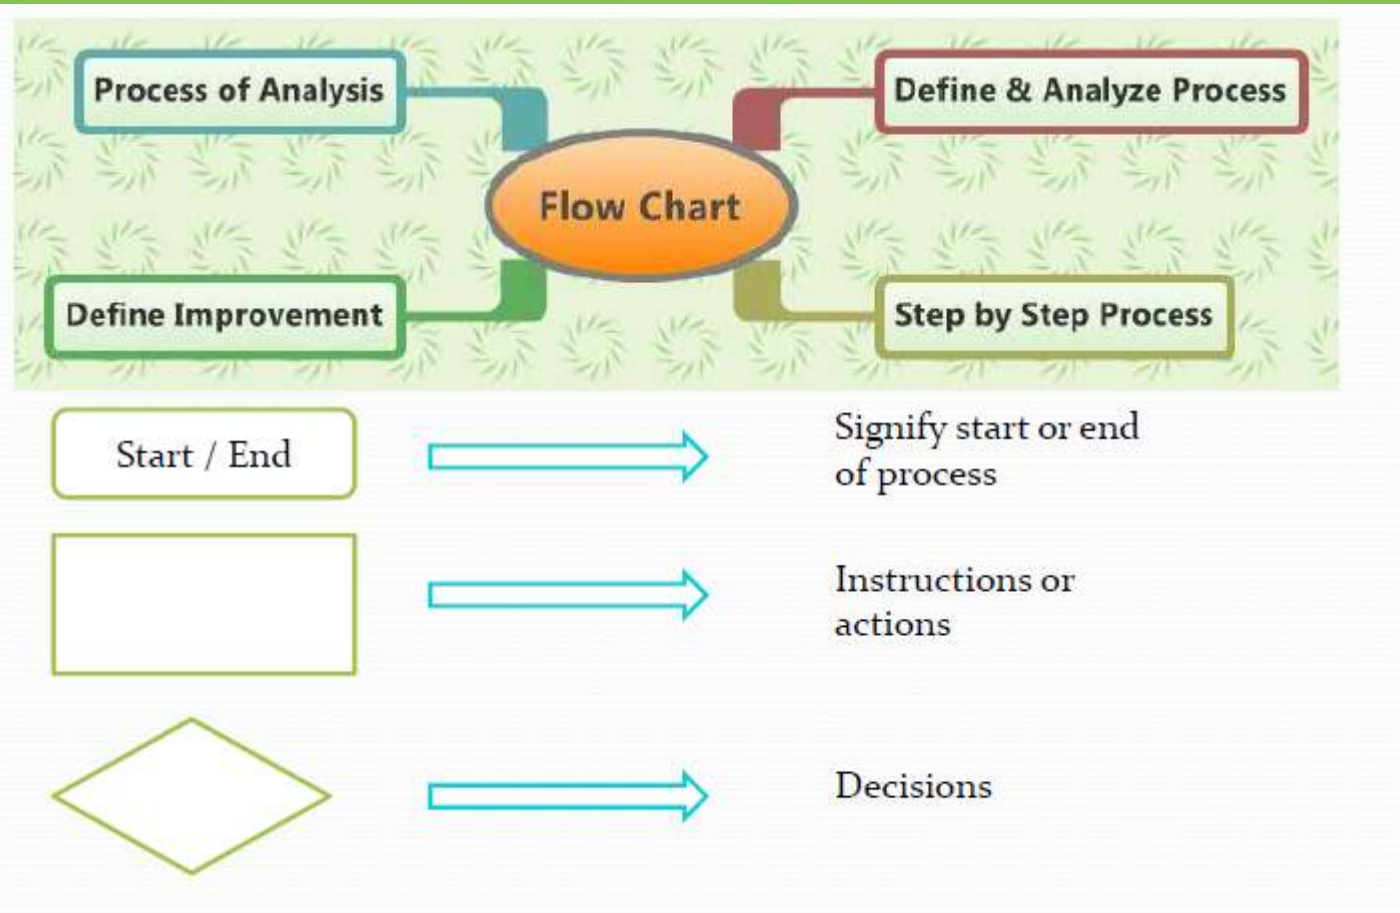 Process of Analysis
Define & Analyze Process
Flow Chart
Define Improvement
Step by Step Process
Start / End
Signify start or end
of process
Instructions or
actions
Decisions